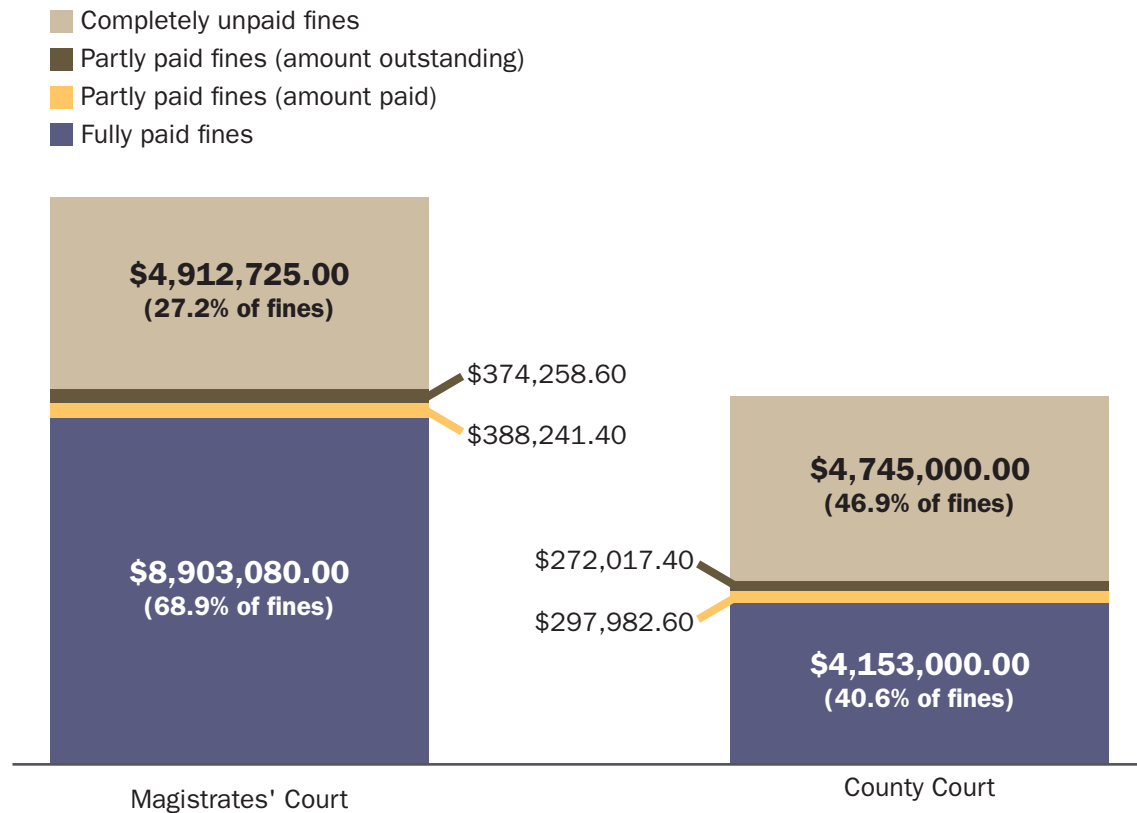 Completely unpaid fines
Partly paid fines (amount outstanding)
Partly paid fines (amount paid)
Fully paid fines
$4,912,725.00
(27.2% of fines)
$374,258.60
$388,241.40
$8,903,080.00
(68.9% of fines)
Magistrates' Court
$4,745,000.00
(46.9% of fines)
$272,017.40
$297,982.60
$4,153,000.00
(40.6% of fines)
County Court